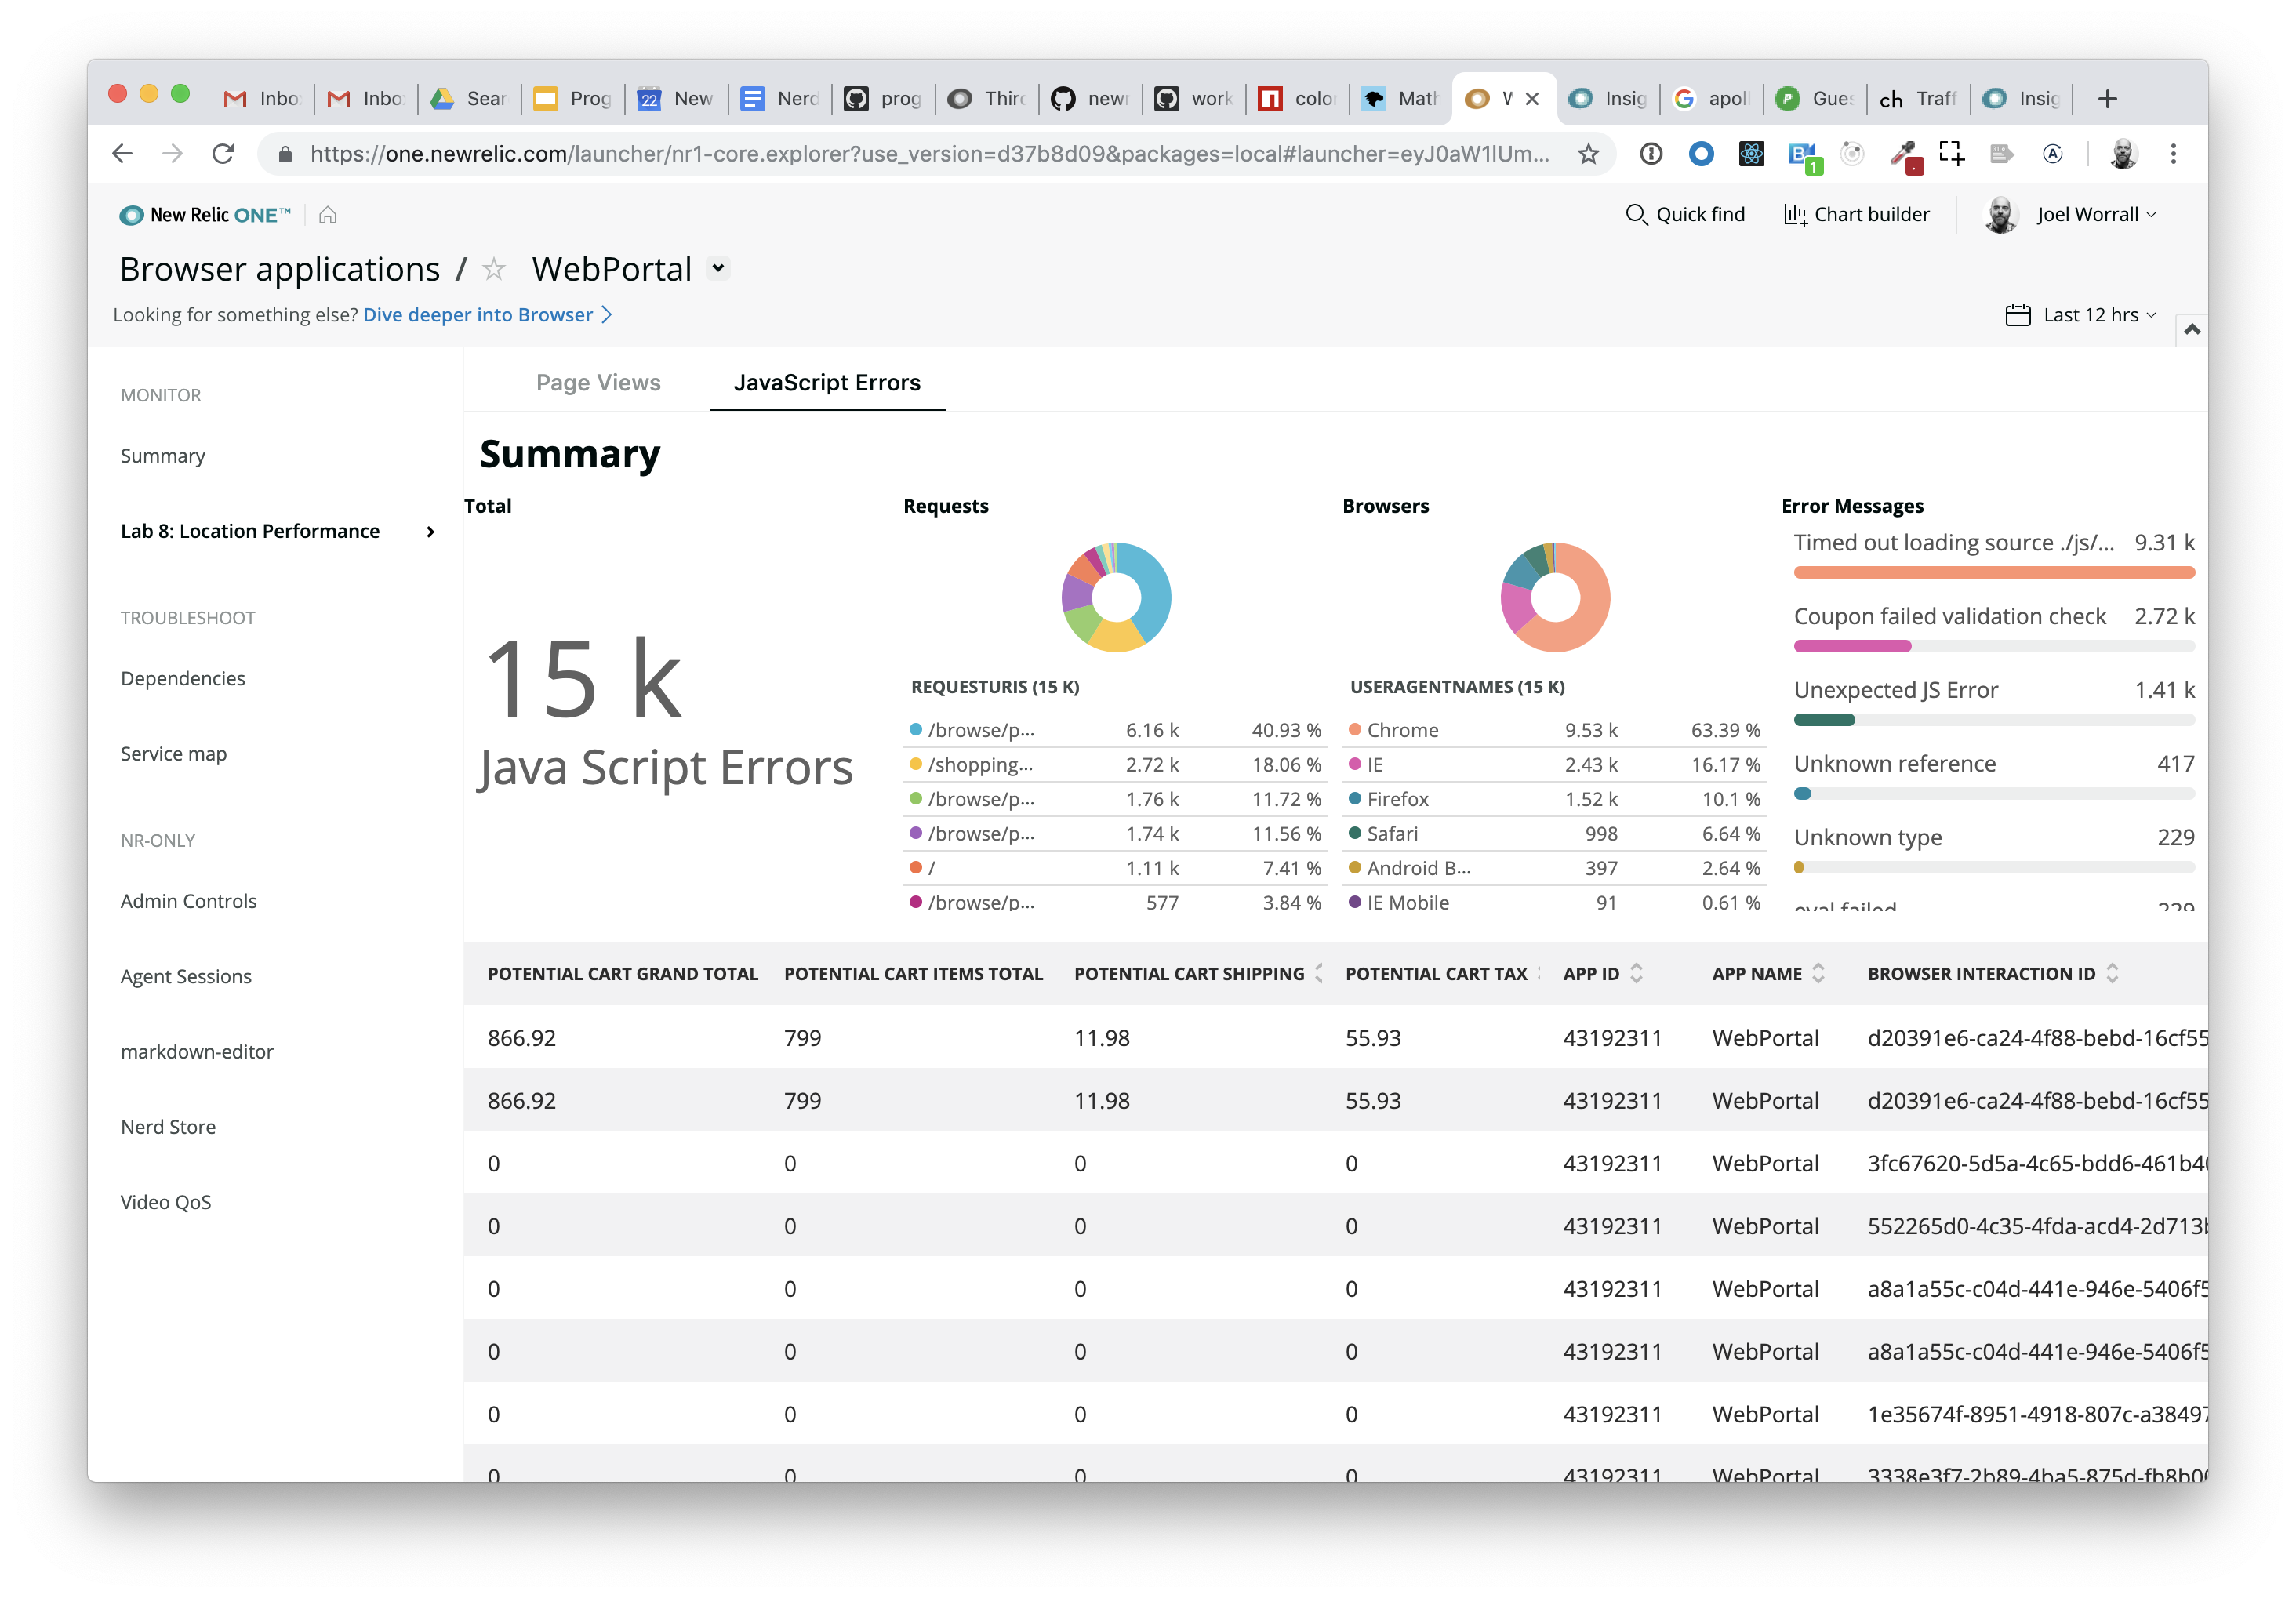 Inbo Inbo Sear Prog 22 New Nerd prog Third newr work color Math W Insig apoll Gues ch Traff Insig
https://one.newrelic.com/launcher/nr1-core.explorer?use_version=d37b8d09&packages=local#launcher=eyJ0aW1lUm... 1
New Relic ONE™ Quick find Chart builder Joel Worrall
Browser applications / WebPortal
Looking for something else? Dive deeper into Browser Last 12 hrs
MONITOR
Summary
Lab 8: Location Performance
TROUBLESHOOT
Dependencies
Service map
NR-ONLY
Admin Controls
Agent Sessions
markdown-editor
Nerd Store
Video QoS
Page Views JavaScript Errors
Summary
Total
15 k
Java Script Errors
Requests
REQUESTURIS (15 K)
/browse/p... 6.16 k 40.93 %
/shopping... 2.72 k 18.06 %
/browse/p... 1.76 k 11.72 %
/browse/p... 1.74 k 11.56 %
/ 1.11 k 7.41 %
/browse/p... 577 3.84 %
Browsers
USERAGENTNAMES (15 K)
Chrome 9.53 k 63.39 %
IE 2.43 k 16.17 %
Firefox 1.52 k 10.1 %
Safari 998 6.64 %
Android B... 397 2.64 %
IE Mobile 91 0.61 %
Error Messages
Timed out loading source ./js/... 9.31 k
Coupon failed validation check 2.72 k
Unexpected JS Error 1.41 k
Unknown reference 417
Unknown type 229
eval failed 229
POTENTIAL CART GRAND TOTAL POTENTIAL CART ITEMS TOTAL POTENTIAL CART SHIPPING POTENTIAL CART TAX APP ID APP NAME BROWSER INTERACTION ID
866.92 799 11.98 55.93 43192311 WebPortal d20391e6-ca24-4f88-bebd-16cf55
866.92 799 11.98 55.93 43192311 WebPortal d20391e6-ca24-4f88-bebd-16cf55
0 0 0 0 43192311 WebPortal 3fc67620-5d5a-4c65-bdd6-461b40
0 0 0 0 43192311 WebPortal 552265d0-4c35-4fda-acd4-2d713b
0 0 0 0 43192311 WebPortal a8a1a55c-c04d-441e-946e-5406f5
0 0 0 0 43192311 WebPortal a8a1a55c-c04d-441e-946e-5406f5
0 0 0 0 43192311 WebPortal 1e35674f-8951-4918-807c-a38497
0 0 0 0 43192311 WebPortal 3338e3f7-2b89-4ba5-875d-fb8b00